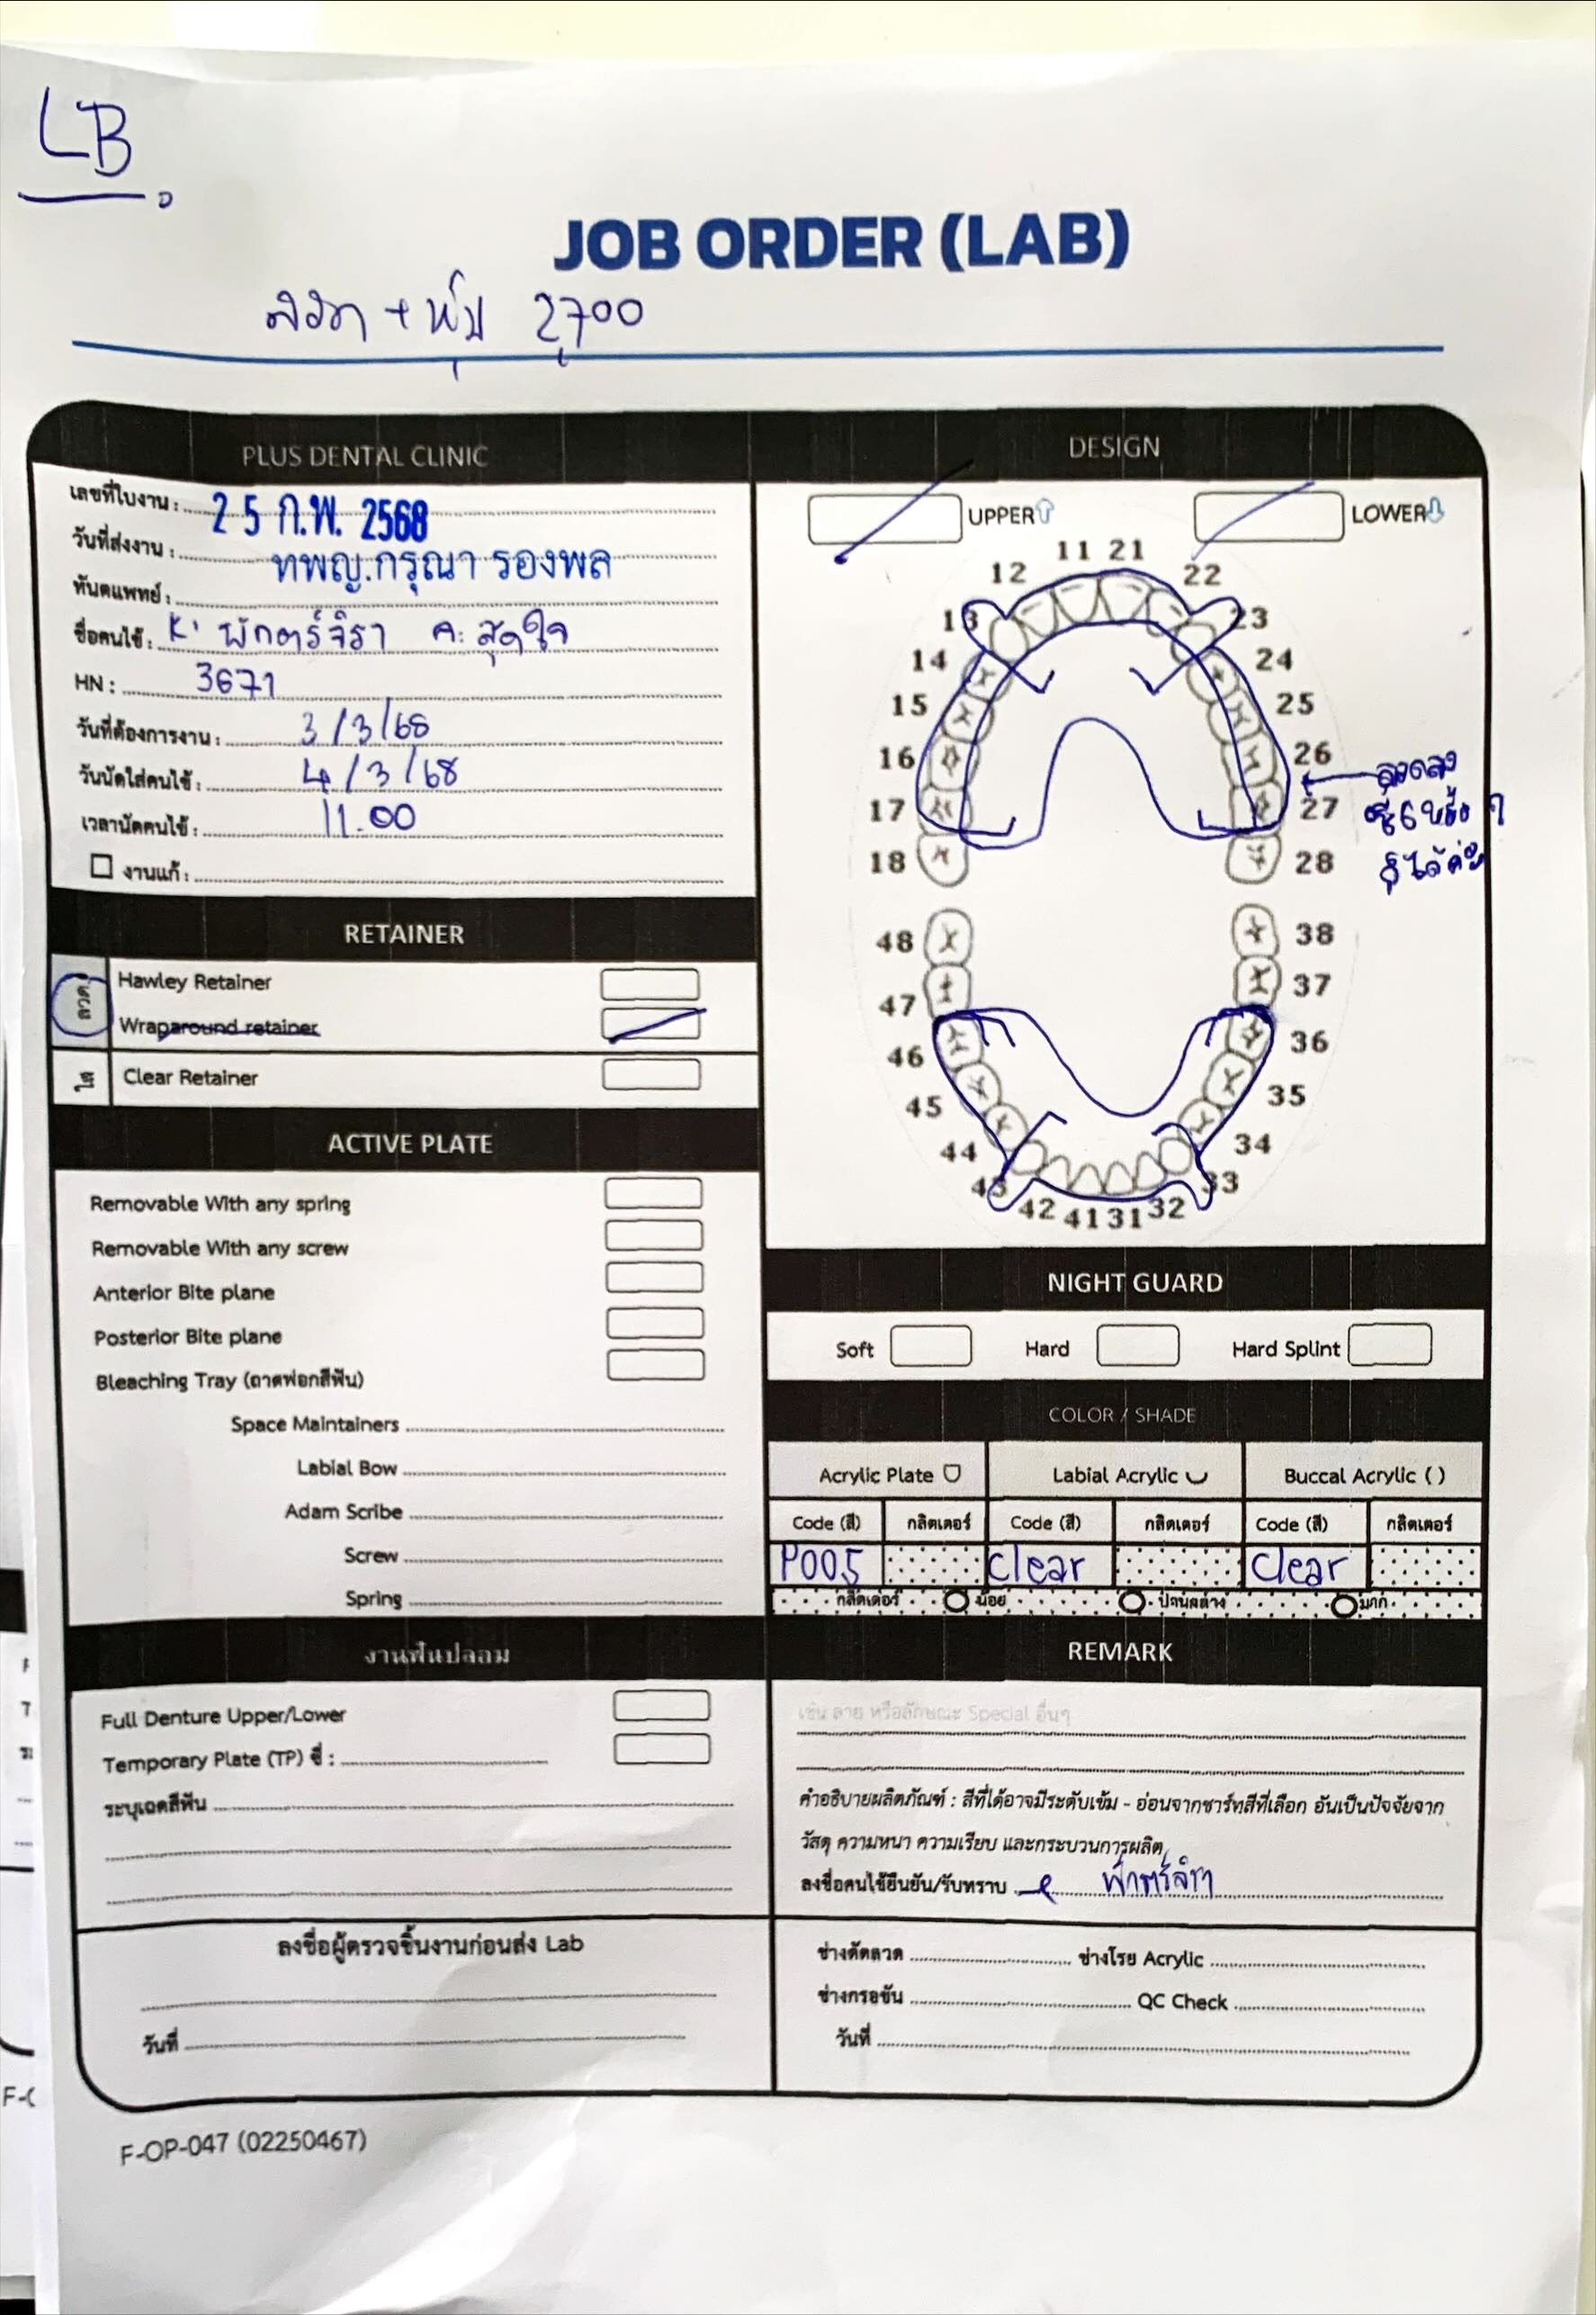 LB
JOB ORDER (LAB)
+ หุ้ม 2,700
PLUS DENTAL CLINIC
เลขที่ใบงาน :
25 ก.พ. 2568
วันที่ส่งงาน :
ทพญ.กรุณา รองพล
ทันตแพทย์ :
ชื่อคนไข้ : K' พักตร์จิรา ค: สุดใจ
HN : 3671
วันที่ต้องการงาน : 3/3/68
วันนัดใส่คนไข้ : 4/3/68
เวลานัดคนไข้ : 11.00
งานแก้ :
RETAINER
ลวด
Hawley Retainer
Wraparound retainer
ใส
Clear Retainer
ACTIVE PLATE
Removable With any spring
Removable With any screw
Anterior Bite plane
Posterior Bite plane
Bleaching Tray (ถาดฟอกสีฟัน)
Space Maintainers
Labial Bow
Adam Scribe
Screw
Spring
งานฟันปลอม
Full Denture Upper/Lower
Temporary Plate (TP) ซี่ :
ระบุเฉดสีฟัน
ลงชื่อผู้ตรวจชิ้นงานก่อนส่ง Lab
วันที่
DESIGN
UPPER LOWER
11 21
12 22
13 23
14 24
15 25
16 26
17 27
18 28
ซี่ 6 หรือ 7
ก็ได้ค่ะ
48 38
47 37
46 36
45 35
44 34
43 33
42 41 31 32
NIGHT GUARD
Soft Hard Hard Splint
COLOR / SHADE
Acrylic Plate Labial Acrylic Buccal Acrylic ( )
Code (สี) กลิตเตอร์ Code (สี) กลิตเตอร์ Code (สี) กลิตเตอร์
P005 clear Clear
กลิตเตอร์ น้อย ปานกลาง มาก
REMARK
เช่น ลาย หรือลักษณะ Special อื่นๆ
คำอธิบายผลิตภัณฑ์ : สีที่ได้อาจมีระดับเข้ม - อ่อนจากชาร์ทสีที่เลือก อันเป็นปัจจัยจาก
วัสดุ ความหนา ความเรียบ และกระบวนการผลิต
ลงชื่อคนไข้ยืนยัน/รับทราบ พักตร์จิรา
ช่างดัดลวด ช่างโรย Acrylic
ช่างกรอขัน QC Check
วันที่
F-OP-047 (02250467)